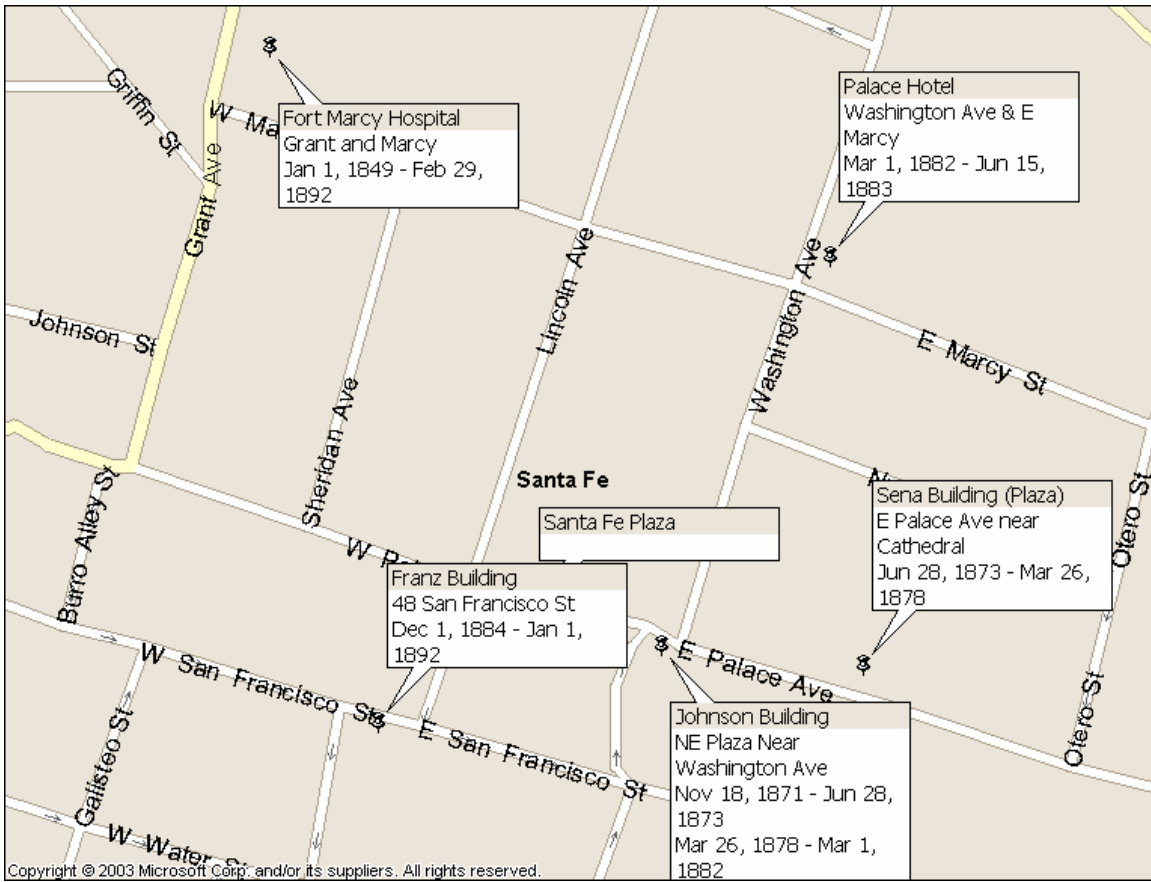 Griffin St
W Ma
Fort Marcy Hospital
Grant and Marcy
Jan 1, 1849 - Feb 29,
1892
Palace Hotel
Washington Ave & E
Marcy
Mar 1, 1882 - Jun 15,
1883
Grant Ave
Johnson St
Sheridan Ave
Lincoln Ave
Washington Ave
Washington Ave
E Marcy St
Santa Fe
Burro Alley St
Santa Fe Plaza
W Pa
Franz Building
48 San Francisco St
Dec 1, 1884 - Jan 1,
1892
N
Sena Building (Plaza)
E Palace Ave near
Cathedral
Jun 28, 1873 - Mar 26,
1878
Otero St
Otero St
W San Francisco St
E San Francisco St
E Palace Ave
Johnson Building
NE Plaza Near
Washington Ave
Nov 18, 1871 - Jun 28,
1873
Mar 26, 1878 - Mar 1,
1882
Galisteo St
W Water St
Copyright © 2003 Microsoft Corp. and/or its suppliers. All rights reserved.